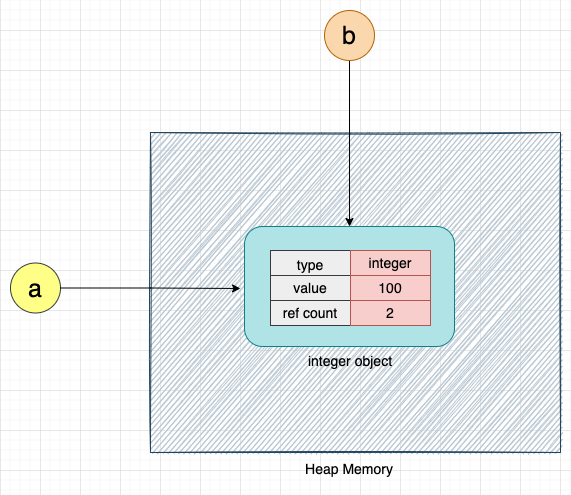 b
a
type integer
value 100
ref count 2
integer object
Heap Memory